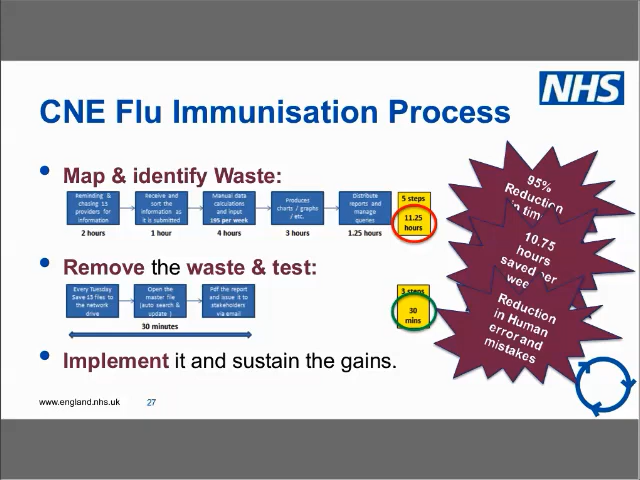 NHS
CNE Flu Immunisation Process
• Map & identify Waste:
Reminding &
chasing 13
providers for
information
Receive and
sort the
information as
it is submitted
Manual data
calculations
and input
195 per week
Produces
charts / graphs
/ etc.
Distribute
reports and
manage
queries
5 steps
11.25
hours
2 hours
1 hour
4 hours
3 hours
1.25 hours
• Remove the waste & test:
Every Tuesday
Save 13 files to
the network
drive
Open the
master file
(auto search &
update )
Pdf the report
and issue it to
stakeholders
via email
3 steps
30
mins
30 minutes
• Implement it and sustain the gains.
95%
Reduction
in time
10.75
hours
saved per
week
Reduction
in Human
error and
mistakes
www.england.nhs.uk
27